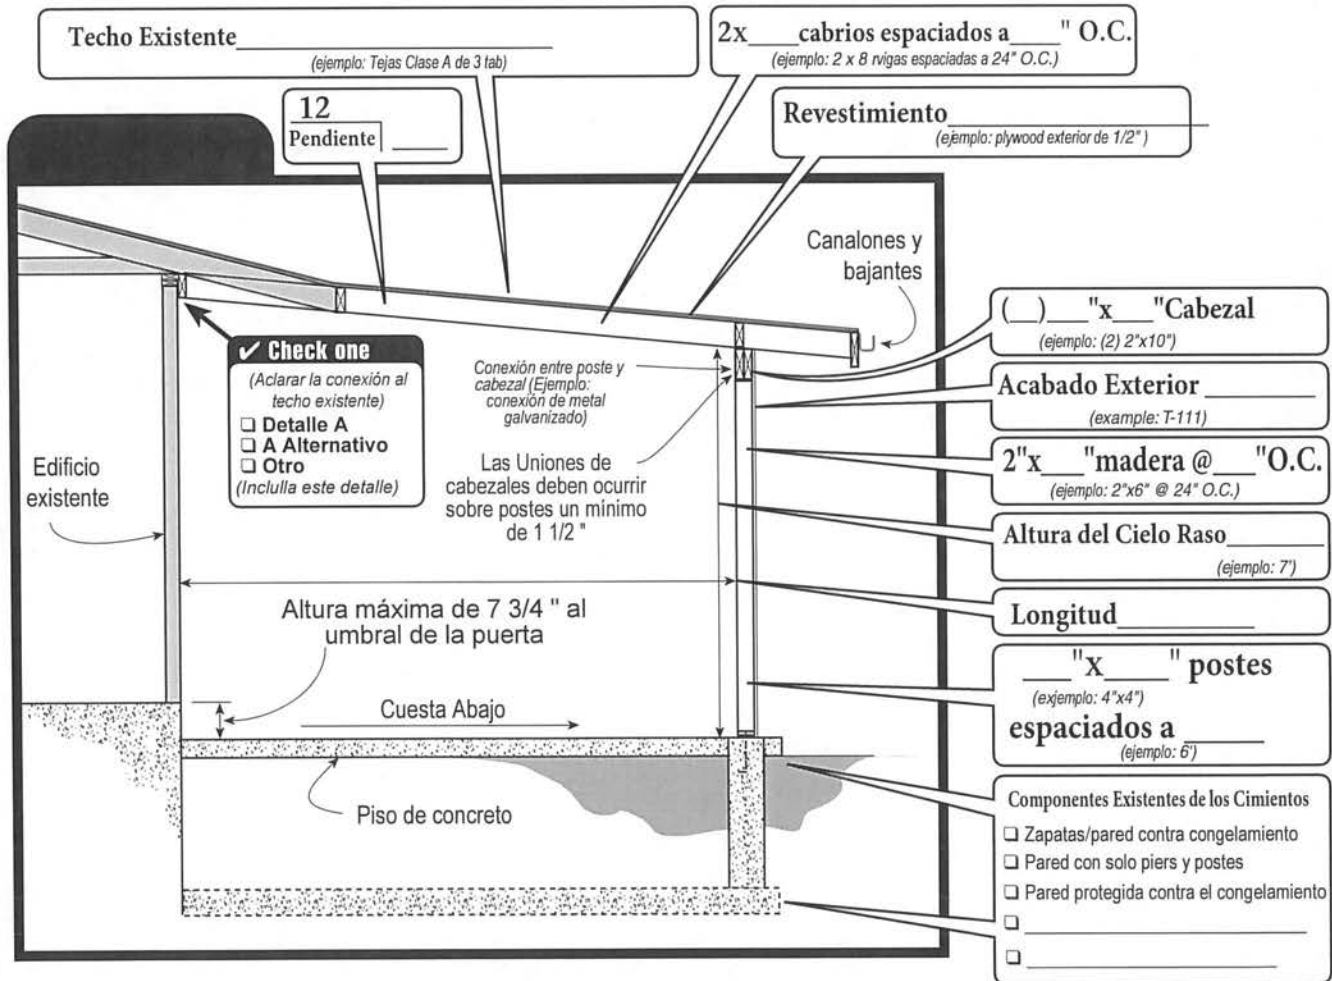 Techo Existente
(ejemplo: Tejas Clase A de 3 tab)
2x____cabrios espaciados a____" O.C.
(ejemplo: 2 x 8 rvigas espaciadas a 24" O.C.)
12
Pendiente
Revestimiento
(ejemplo: plywood exterior de 1/2" )
Canalones y
bajantes
(__)___"x___"Cabezal
(ejemplo: (2) 2"x10")
✔ Check one
(Aclarar la conexión al
techo existente)
❑ Detalle A
❑ A Alternativo
❑ Otro
(Inclulla este detalle)
Conexión entre poste y
cabezal (Ejemplo:
conexión de metal
galvanizado)
Acabado Exterior
(example: T-111)
Edificio
existente
Las Uniones de
cabezales deben ocurrir
sobre postes un mínimo
de 1 1/2 "
2"x___"madera @___"O.C.
(ejemplo: 2"x6" @ 24" O.C.)
Altura del Cielo Raso
(ejemplo: 7')
Altura máxima de 7 3/4 " al
umbral de la puerta
Longitud
____"X____" postes
(exjemplo: 4"x4")
espaciados a ______
(ejemplo: 6')
Cuesta Abajo
Piso de concreto
Componentes Existentes de los Cimientos
❑ Zapatas/pared contra congelamiento
❑ Pared con solo piers y postes
❑ Pared protegida contra el congelamiento
❑
❑